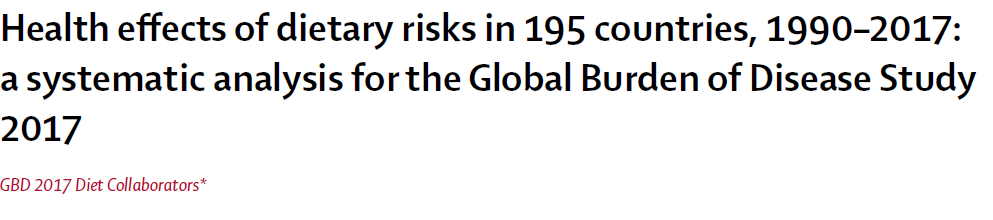 Health effects of dietary risks in 195 countries, 1990–2017:
a systematic analysis for the Global Burden of Disease Study
2017
GBD 2017 Diet Collaborators*